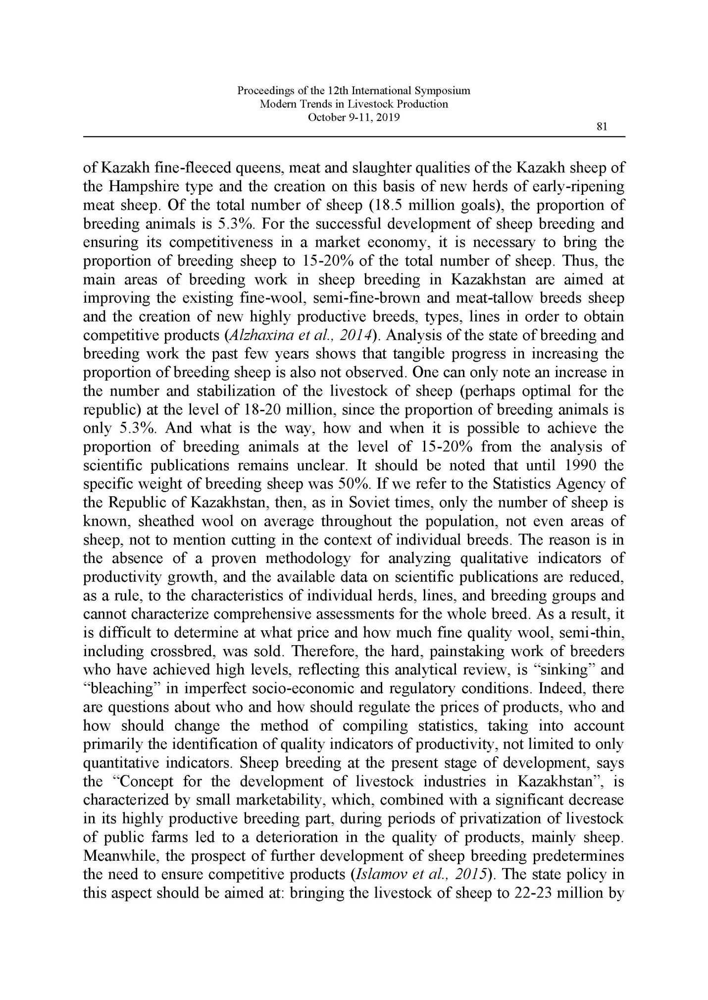 Proceedings of the 12th International Symposium
Modern Trends in Livestock Production
October 9-11, 2019
81
of Kazakh fine-fleeced queens, meat and slaughter qualities of the Kazakh sheep of
the Hampshire type and the creation on this basis of new herds of early-ripening
meat sheep. Of the total number of sheep (18.5 million goals), the proportion of
breeding animals is 5.3%. For the successful development of sheep breeding and
ensuring its competitiveness in a market economy, it is necessary to bring the
proportion of breeding sheep to 15-20% of the total number of sheep. Thus, the
main areas of breeding work in sheep breeding in Kazakhstan are aimed at
improving the existing fine-wool, semi-fine-brown and meat-tallow breeds sheep
and the creation of new highly productive breeds, types, lines in order to obtain
competitive products (Alzhaxina et al., 2014). Analysis of the state of breeding and
breeding work the past few years shows that tangible progress in increasing the
proportion of breeding sheep is also not observed. One can only note an increase in
the number and stabilization of the livestock of sheep (perhaps optimal for the
republic) at the level of 18-20 million, since the proportion of breeding animals is
only 5.3%. And what is the way, how and when it is possible to achieve the
proportion of breeding animals at the level of 15-20% from the analysis of
scientific publications remains unclear. It should be noted that until 1990 the
specific weight of breeding sheep was 50%. If we refer to the Statistics Agency of
the Republic of Kazakhstan, then, as in Soviet times, only the number of sheep is
known, sheathed wool on average throughout the population, not even areas of
sheep, not to mention cutting in the context of individual breeds. The reason is in
the absence of a proven methodology for analyzing qualitative indicators of
productivity growth, and the available data on scientific publications are reduced,
as a rule, to the characteristics of individual herds, lines, and breeding groups and
cannot characterize comprehensive assessments for the whole breed. As a result, it
is difficult to determine at what price and how much fine quality wool, semi-thin,
including crossbred, was sold. Therefore, the hard, painstaking work of breeders
who have achieved high levels, reflecting this analytical review, is “sinking” and
“bleaching” in imperfect socio-economic and regulatory conditions. Indeed, there
are questions about who and how should regulate the prices of products, who and
how should change the method of compiling statistics, taking into account
primarily the identification of quality indicators of productivity, not limited to only
quantitative indicators. Sheep breeding at the present stage of development, says
the “Concept for the development of livestock industries in Kazakhstan”, is
characterized by small marketability, which, combined with a significant decrease
in its highly productive breeding part, during periods of privatization of livestock
of public farms led to a deterioration in the quality of products, mainly sheep.
Meanwhile, the prospect of further development of sheep breeding predetermines
the need to ensure competitive products (Islamov et al., 2015). The state policy in
this aspect should be aimed at: bringing the livestock of sheep to 22-23 million by